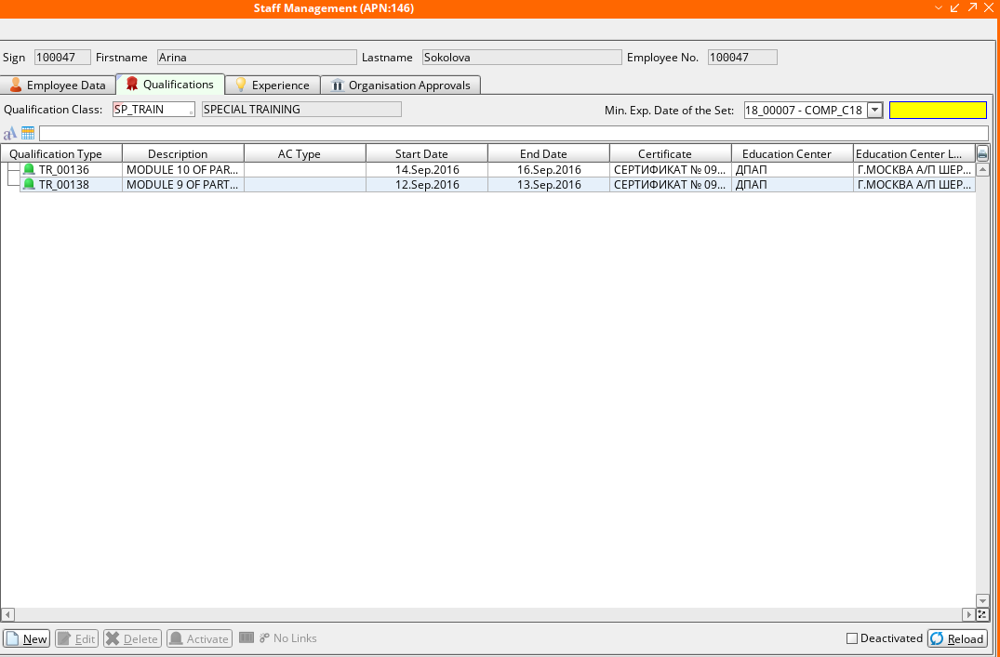 Staff Management (APN:146)
Sign 100047 Firstname Arina Lastname Sokolova Employee No. 100047
Employee Data Qualifications Experience Organisation Approvals
Qualification Class: SP_TRAIN SPECIAL TRAINING Min. Exp. Date of the Set: 18_00007 - COMP_C18
Qualification Type Description AC Type Start Date End Date Certificate Education Center Education Center L...
TR_00136 MODULE 10 OF PAR... 14.Sep.2016 16.Sep.2016 СЕРТИФИКАТ № 09... ДПАП Г.МОСКВА А/П ШЕР...
TR_00138 MODULE 9 OF PART... 12.Sep.2016 13.Sep.2016 СЕРТИФИКАТ № 09... ДПАП Г.МОСКВА А/П ШЕР...
New Edit Delete Activate No Links Deactivated Reload